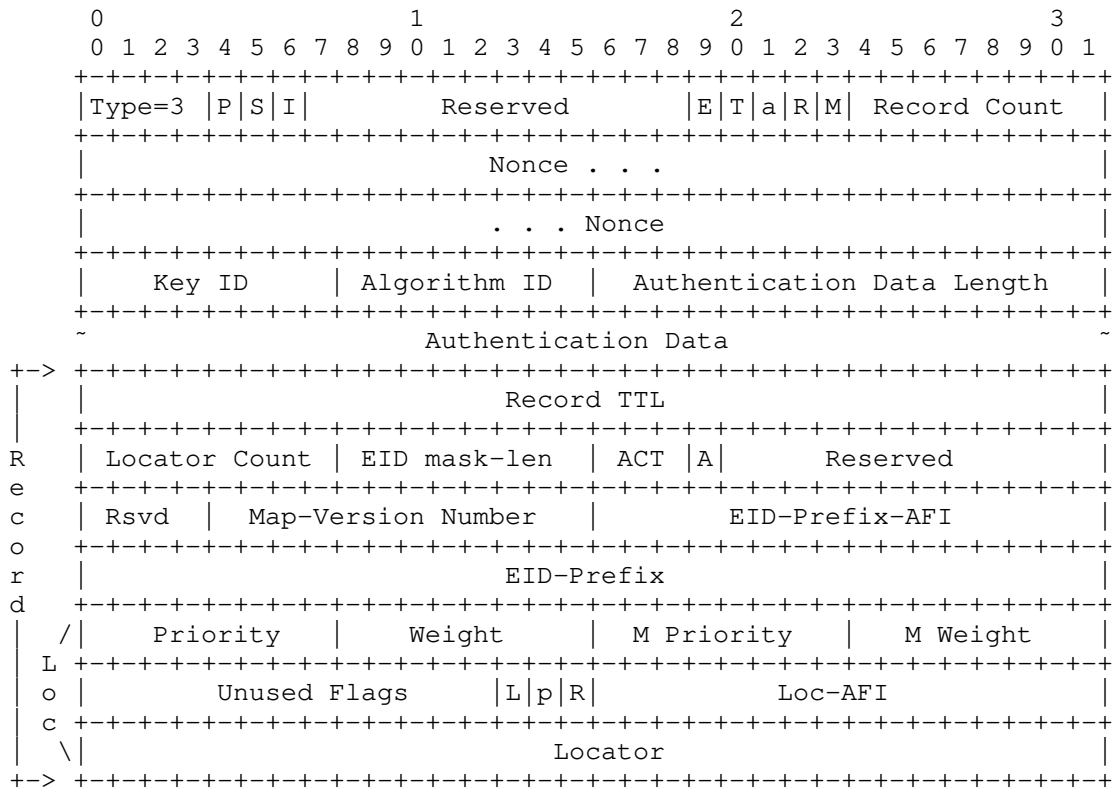 0                   1                   2                   3
        0 1 2 3 4 5 6 7 8 9 0 1 2 3 4 5 6 7 8 9 0 1 2 3 4 5 6 7 8 9 0 1
       +-+-+-+-+-+-+-+-+-+-+-+-+-+-+-+-+-+-+-+-+-+-+-+-+-+-+-+-+-+-+-+-+
       |Type=3 |P|S|I|        Reserved       |E|T|a|R|M| Record Count  |
       +-+-+-+-+-+-+-+-+-+-+-+-+-+-+-+-+-+-+-+-+-+-+-+-+-+-+-+-+-+-+-+-+
       |                         Nonce . . .                           |
       +-+-+-+-+-+-+-+-+-+-+-+-+-+-+-+-+-+-+-+-+-+-+-+-+-+-+-+-+-+-+-+-+
       |                         . . . Nonce                           |
       +-+-+-+-+-+-+-+-+-+-+-+-+-+-+-+-+-+-+-+-+-+-+-+-+-+-+-+-+-+-+-+-+
       |    Key ID     | Algorithm ID  |  Authentication Data Length   |
       +-+-+-+-+-+-+-+-+-+-+-+-+-+-+-+-+-+-+-+-+-+-+-+-+-+-+-+-+-+-+-+-+
       ~                     Authentication Data                       ~
   +-> +-+-+-+-+-+-+-+-+-+-+-+-+-+-+-+-+-+-+-+-+-+-+-+-+-+-+-+-+-+-+-+-+
   |   |                          Record TTL                           |
   |   +-+-+-+-+-+-+-+-+-+-+-+-+-+-+-+-+-+-+-+-+-+-+-+-+-+-+-+-+-+-+-+-+
   R   | Locator Count | EID mask-len  | ACT |A|      Reserved         |
   e   +-+-+-+-+-+-+-+-+-+-+-+-+-+-+-+-+-+-+-+-+-+-+-+-+-+-+-+-+-+-+-+-+
   c   | Rsvd  |  Map-Version Number   |        EID-Prefix-AFI         |
   o   +-+-+-+-+-+-+-+-+-+-+-+-+-+-+-+-+-+-+-+-+-+-+-+-+-+-+-+-+-+-+-+-+
   r   |                          EID-Prefix                           |
   d   +-+-+-+-+-+-+-+-+-+-+-+-+-+-+-+-+-+-+-+-+-+-+-+-+-+-+-+-+-+-+-+-+
   |  /|    Priority   |    Weight     |  M Priority   |   M Weight    |
   | L +-+-+-+-+-+-+-+-+-+-+-+-+-+-+-+-+-+-+-+-+-+-+-+-+-+-+-+-+-+-+-+-+
   | o |        Unused Flags     |L|p|R|           Loc-AFI             |
   | c +-+-+-+-+-+-+-+-+-+-+-+-+-+-+-+-+-+-+-+-+-+-+-+-+-+-+-+-+-+-+-+-+
   |  \|                             Locator                           |
   +-> +-+-+-+-+-+-+-+-+-+-+-+-+-+-+-+-+-+-+-+-+-+-+-+-+-+-+-+-+-+-+-+-+